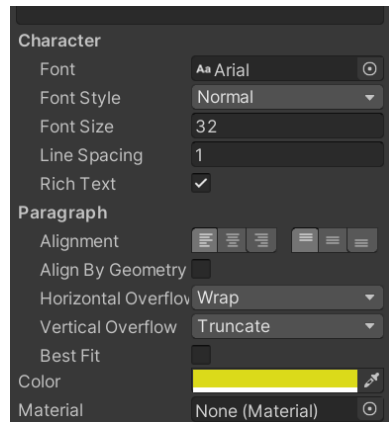 Character
Font Aa Arial
Font Style Normal
Font Size 32
Line Spacing 1
Rich Text
Paragraph
Alignment
Align By Geometry
Horizontal Overflov Wrap
Vertical Overflow Truncate
Best Fit
Color
Material None (Material)